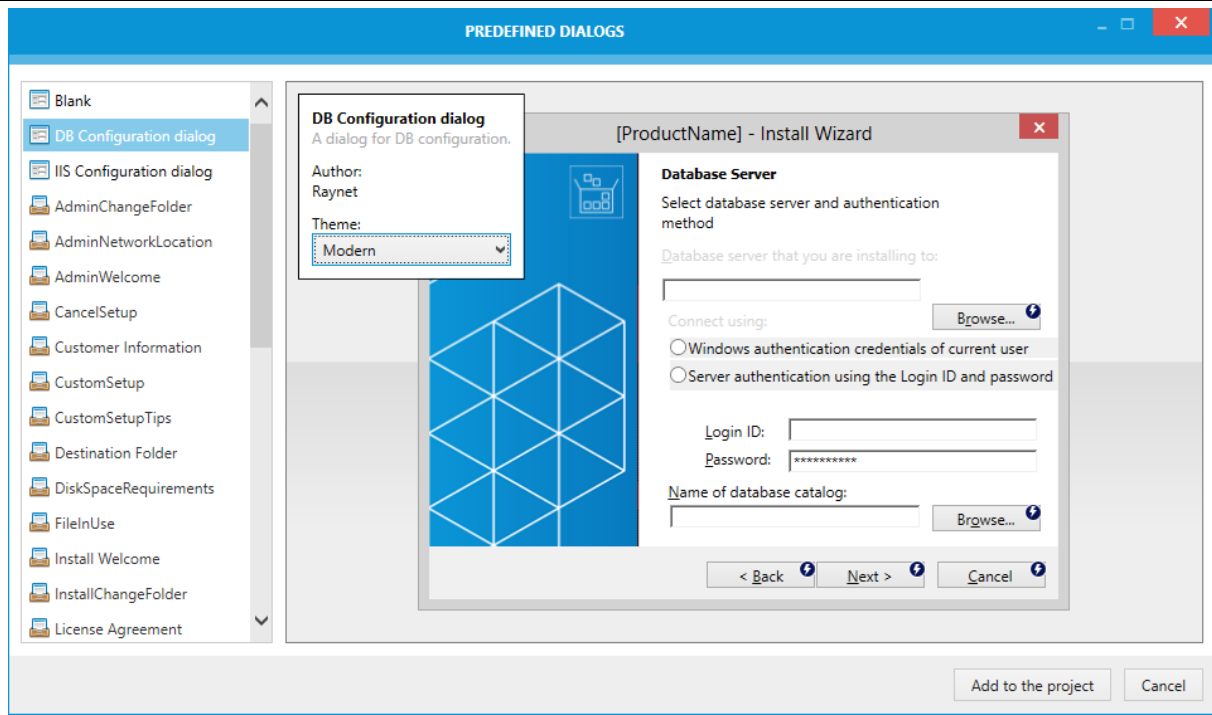 PREDEFINED DIALOGS
Blank
DB Configuration dialog
IIS Configuration dialog
AdminChangeFolder
AdminNetworkLocation
AdminWelcome
CancelSetup
Customer Information
CustomSetup
CustomSetupTips
Destination Folder
DiskSpaceRequirements
FileInUse
Install Welcome
InstallChangeFolder
License Agreement
DB Configuration dialog
A dialog for DB configuration.
Author:
Raynet
Theme:
Modern
[ProductName] - Install Wizard
Database Server
Select database server and authentication
method
Database server that you are installing to:
Connect using:
Browse...
Windows authentication credentials of current user
Server authentication using the Login ID and password
Login ID:
Password: **********
Name of database catalog:
Browse...
< Back Next > Cancel
Add to the project Cancel